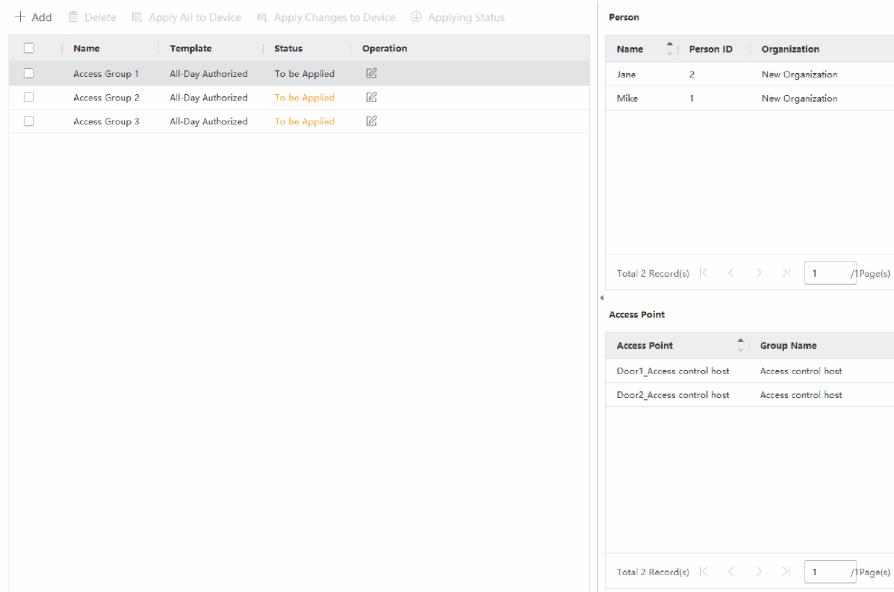 Add Delete Apply All to Device Apply Changes to Device Applying Status
Name Template Status Operation
Access Group 1 All-Day Authorized To be Applied
Access Group 2 All-Day Authorized To be Applied
Access Group 3 All-Day Authorized To be Applied
Person
Name Person ID Organization
Jane 2 New Organization
Mike 1 New Organization
Total 2 Record(s) 1 /1Page(s)
Access Point
Access Point Group Name
Door1_Access control host Access control host
Door2_Access control host Access control host
Total 2 Record(s) 1 /1Page(s)